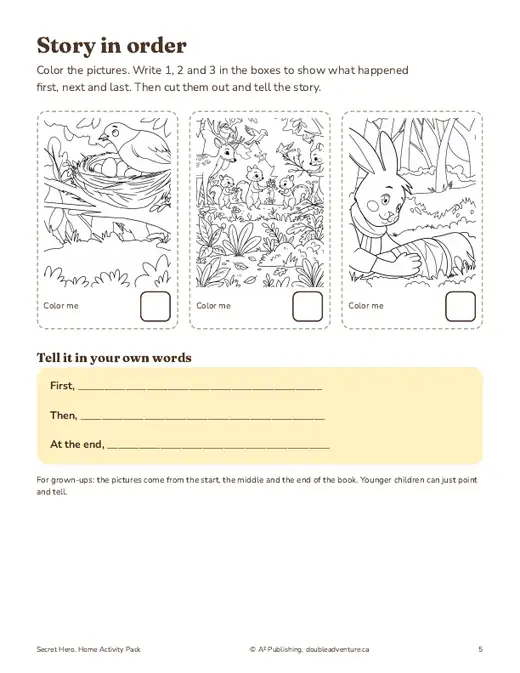 Story in order
Color the pictures. Write 1, 2 and 3 in the boxes to show what happened
first, next and last. Then cut them out and tell the story.
Color me
Color me
Color me
Tell it in your own words
First, ______________________________________________
Then, ______________________________________________
At the end, __________________________________________
For grown-ups: the pictures come from the start, the middle and the end of the book. Younger children can just point
and tell.
Secret Hero. Home Activity Pack
© A² Publishing, doubleadventure.ca
5